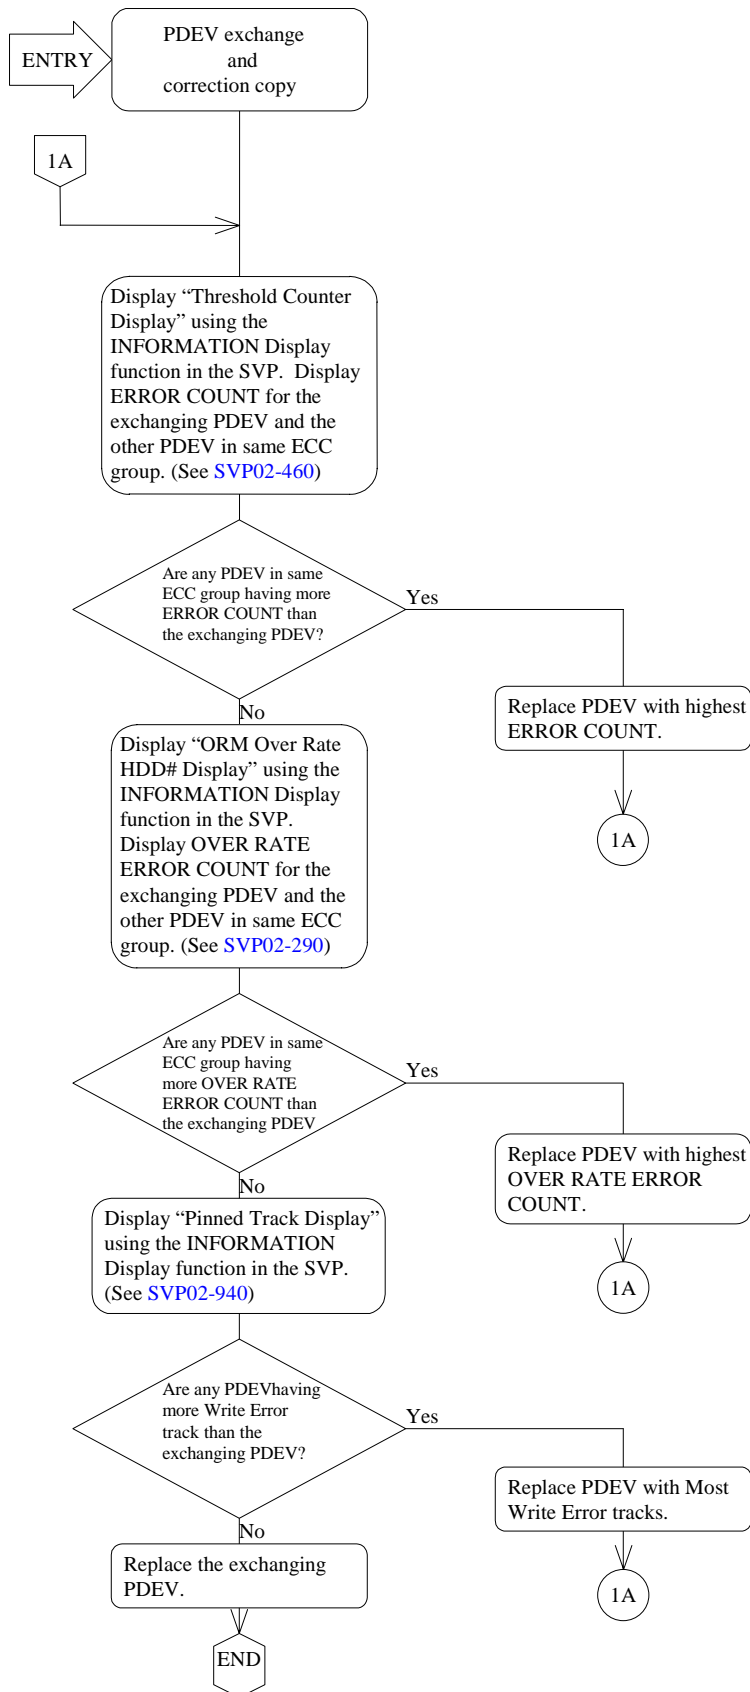 ENTRY
PDEV exchange
and
correction copy
1A
Display “Threshold Counter
Display” using the
INFORMATION Display
function in the SVP.  Display
ERROR COUNT for the
exchanging PDEV and the
other PDEV in same ECC
group. (See SVP02-460)
Are any PDEV in same
ECC group having more
ERROR COUNT than
the exchanging PDEV?
Yes
Replace PDEV with highest
ERROR COUNT.
1A
No
Display “ORM Over Rate
HDD# Display” using the
INFORMATION Display
function in the SVP.
Display OVER RATE
ERROR COUNT for the
exchanging PDEV and the
other PDEV in same ECC
group. (See SVP02-290)
Are any PDEV in same
ECC group having
more OVER RATE
ERROR COUNT than
the exchanging PDEV
Yes
Replace PDEV with highest
OVER RATE ERROR
COUNT.
1A
No
Display “Pinned Track Display”
using the INFORMATION
Display function in the SVP.
(See SVP02-940)
Are any PDEVhaving
more Write Error
track than the
exchanging PDEV?
Yes
Replace PDEV with Most
Write Error tracks.
1A
No
Replace the exchanging
PDEV.
END